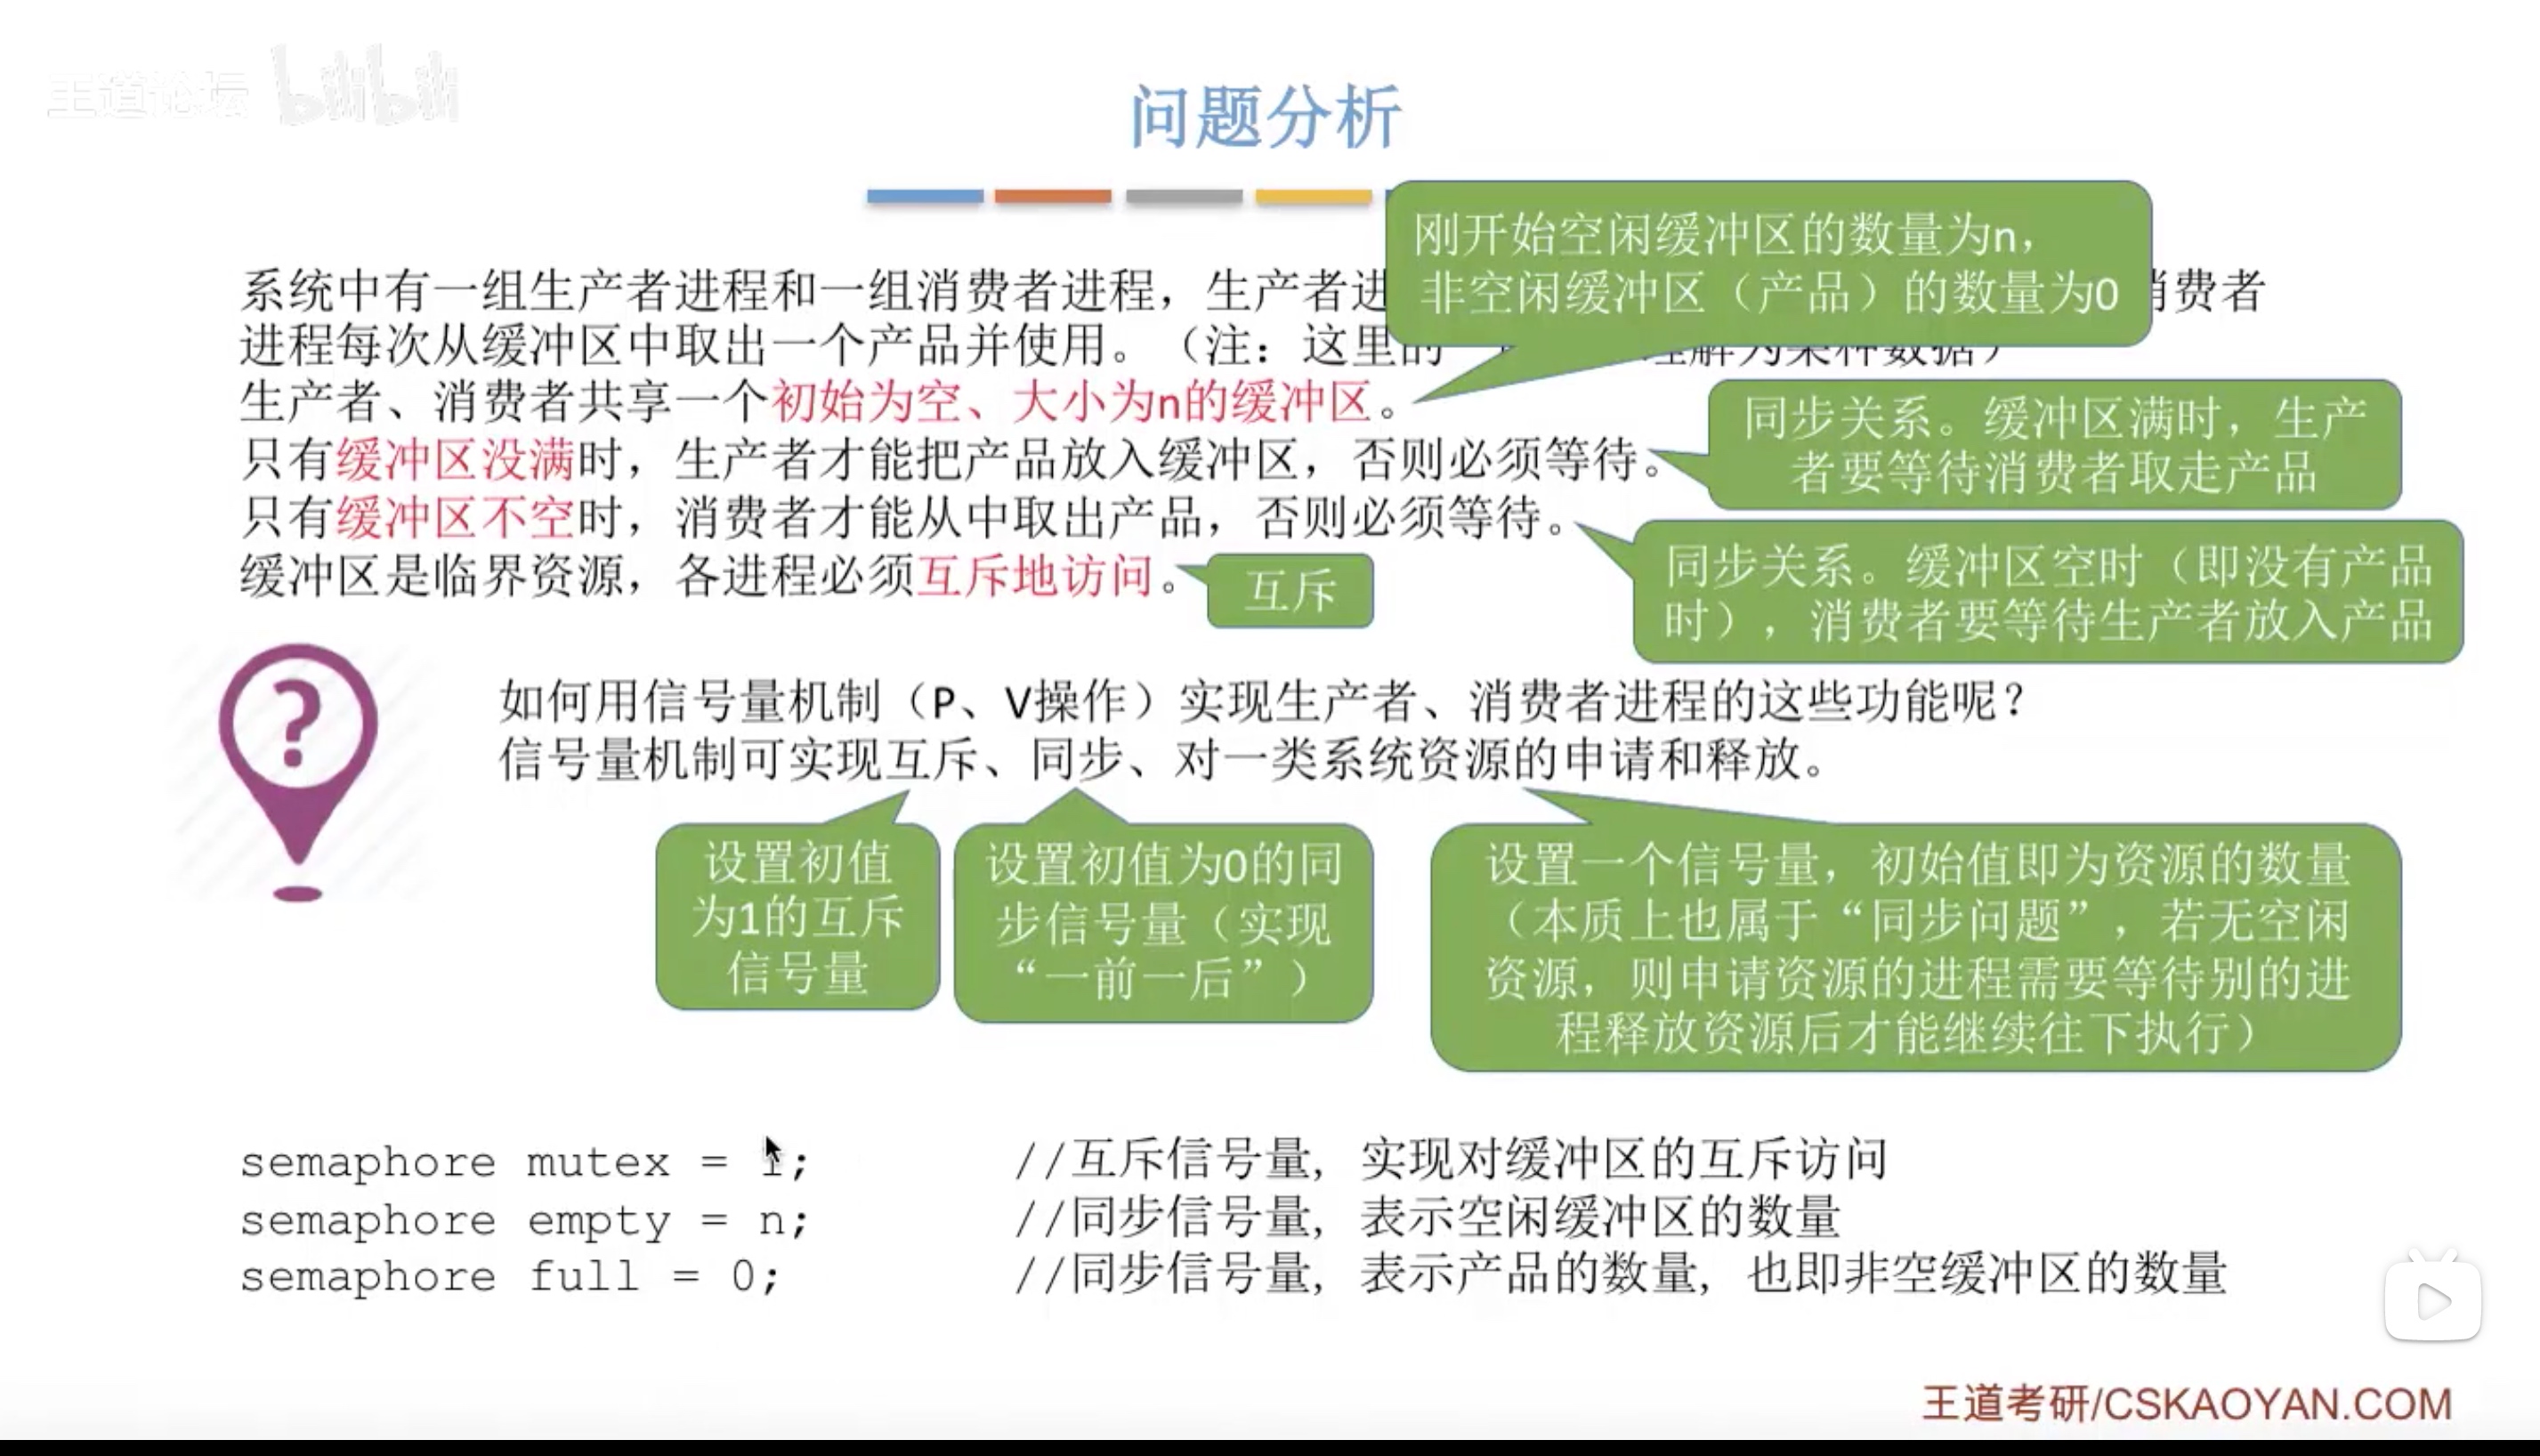 王道论坛 bilibili
问题分析
刚开始空闲缓冲区的数量为n，
非空闲缓冲区（产品）的数量为0
系统中有一组生产者进程和一组消费者进程，生产者进 消费者
进程每次从缓冲区中取出一个产品并使用。（注：这里的 理解为某种数据）
生产者、消费者共享一个初始为空、大小为n的缓冲区。
只有缓冲区没满时，生产者才能把产品放入缓冲区，否则必须等待。
同步关系。缓冲区满时，生产
者要等待消费者取走产品
只有缓冲区不空时，消费者才能从中取出产品，否则必须等待。
同步关系。缓冲区空时（即没有产品
时），消费者要等待生产者放入产品
缓冲区是临界资源，各进程必须互斥地访问。
互斥
?
如何用信号量机制（P、V操作）实现生产者、消费者进程的这些功能呢？
信号量机制可实现互斥、同步、对一类系统资源的申请和释放。
设置初值
为1的互斥
信号量
设置初值为0的同
步信号量（实现
“一前一后”）
设置一个信号量，初始值即为资源的数量
（本质上也属于“同步问题”，若无空闲
资源，则申请资源的进程需要等待别的进
程释放资源后才能继续往下执行）
semaphore mutex = 1; //互斥信号量，实现对缓冲区的互斥访问
semaphore empty = n; //同步信号量，表示空闲缓冲区的数量
semaphore full = 0; //同步信号量，表示产品的数量，也即非空缓冲区的数量
王道考研/CSKAOYAN.COM